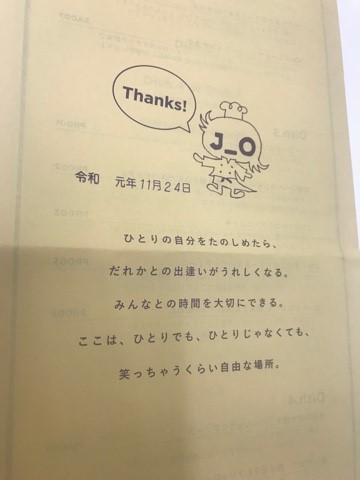 Thanks!
J_O
令和 元年11月24日
ひとりの自分をたのしめたら、
だれかとの出逢いがうれしくなる。
みんなとの時間を大切にできる。
ここは、ひとりでも、ひとりじゃなくても、
笑っちゃうくらい自由な場所。